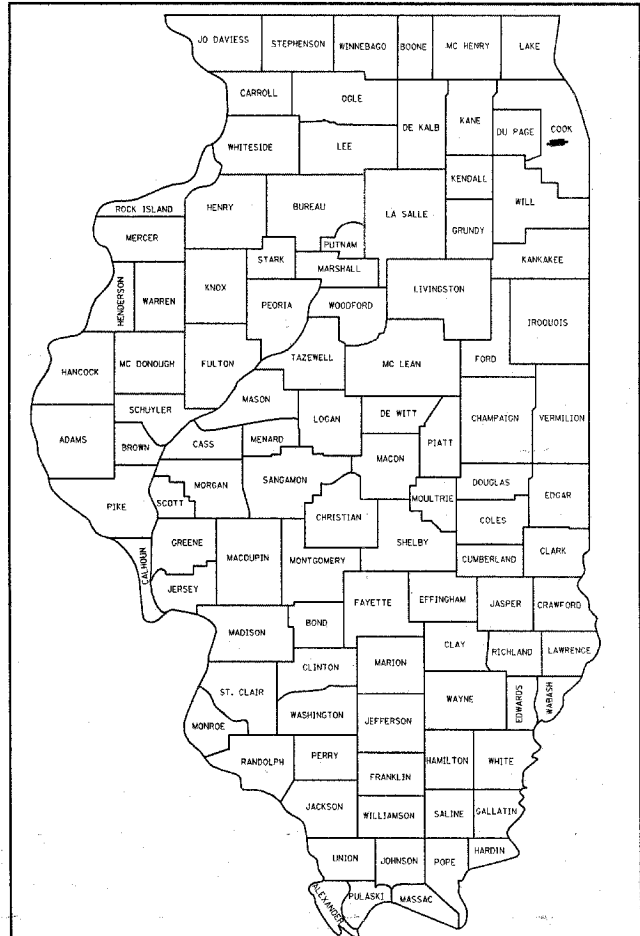 JO DAVIESS
STEPHENSON
WINNEBAGO
BOONE
MC HENRY
LAKE
CARROLL
OGLE
DE KALB
KANE
DU PAGE
COOK
WHITESIDE
LEE
KENDALL
WILL
ROCK ISLAND
HENRY
BUREAU
LA SALLE
GRUNDY
MERCER
PUTNAM
STARK
MARSHALL
KANKAKEE
HENDERSON
WARREN
KNOX
PEORIA
WOODFORD
LIVINGSTON
IROQUOIS
HANCOCK
MC DONOUGH
FULTON
TAZEWELL
MC LEAN
FORD
SCHUYLER
MASON
LOGAN
DE WITT
CHAMPAIGN
VERMILION
ADAMS
BROWN
CASS
MENARD
PIATT
MACON
MORGAN
SANGAMON
DOUGLAS
PIKE
SCOTT
CHRISTIAN
MOULTRIE
EDGAR
COLES
GREENE
MACOUPIN
MONTGOMERY
SHELBY
CUMBERLAND
CLARK
CALHOUN
JERSEY
FAYETTE
EFFINGHAM
JASPER
CRAWFORD
MADISON
BOND
CLAY
RICHLAND
LAWRENCE
CLINTON
MARION
ST. CLAIR
WAYNE
EDWARDS
WABASH
MONROE
WASHINGTON
JEFFERSON
RANDOLPH
PERRY
HAMILTON
WHITE
FRANKLIN
JACKSON
WILLIAMSON
SALINE
GALLATIN
UNION
JOHNSON
POPE
HARDIN
ALEXANDER
PULASKI
MASSAC